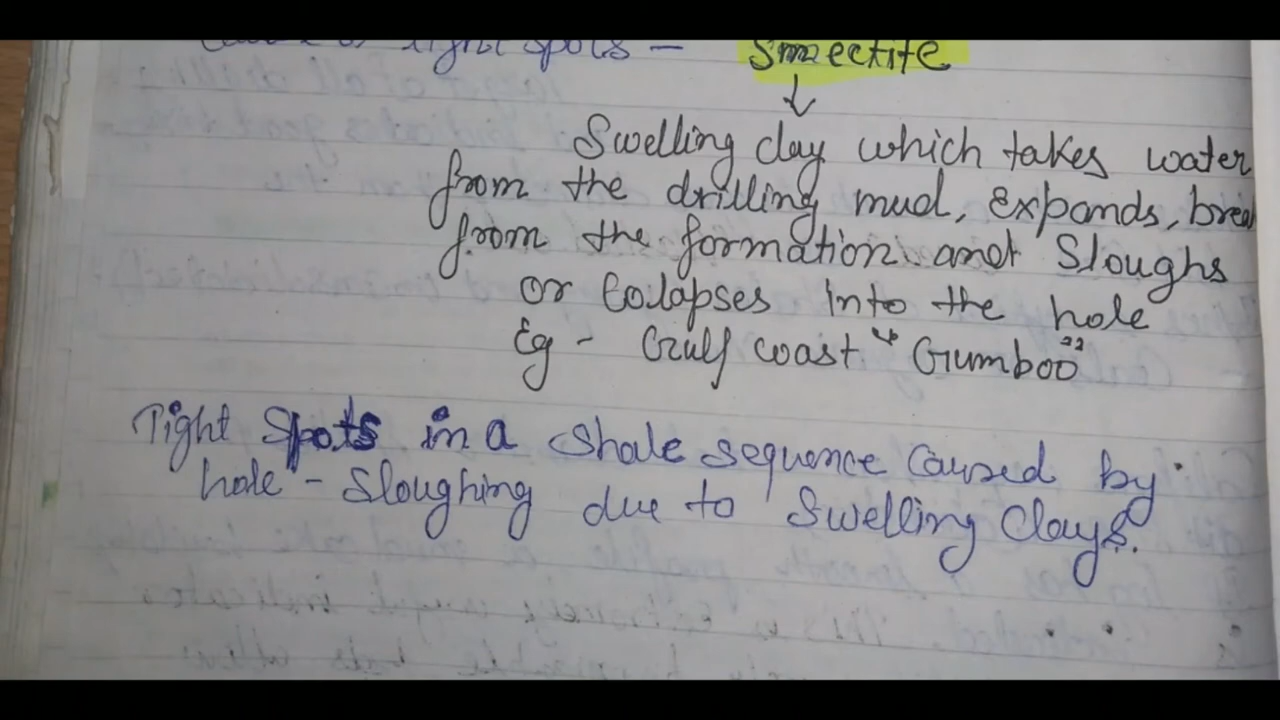 tight spots — Smectite
↓
Swelling clay which takes water
from the drilling mud, expands,
from the formation and Sloughs
or Collapses into the hole
Eg - Gulf coast "Gumboo"
Tight Spots in a Shale sequence caused by
hole - Sloughing due to Swelling Clays.